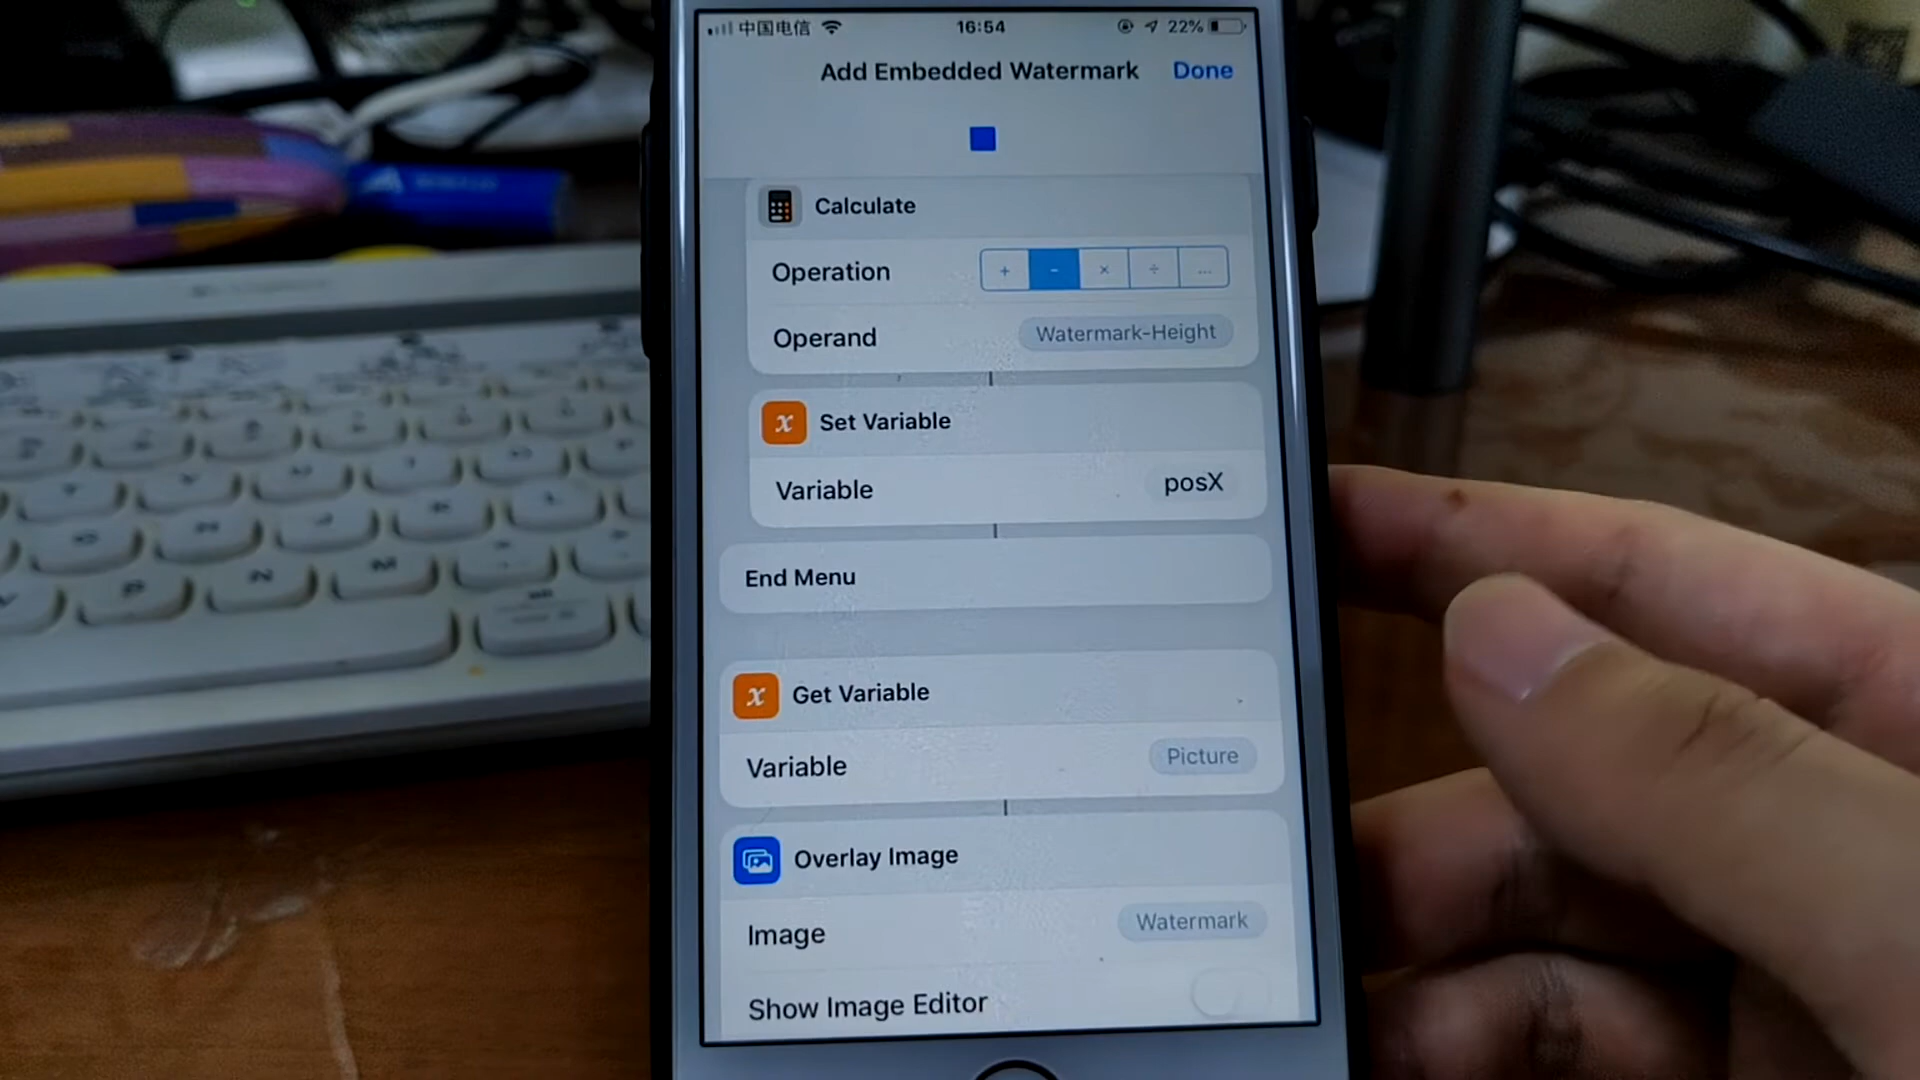 中国电信 16:54 22%
Add Embedded Watermark Done
Calculate
Operation + - × ÷ ...
Operand Watermark-Height
x Set Variable
Variable posX
End Menu
x Get Variable
Variable Picture
Overlay Image
Image Watermark
Show Image Editor